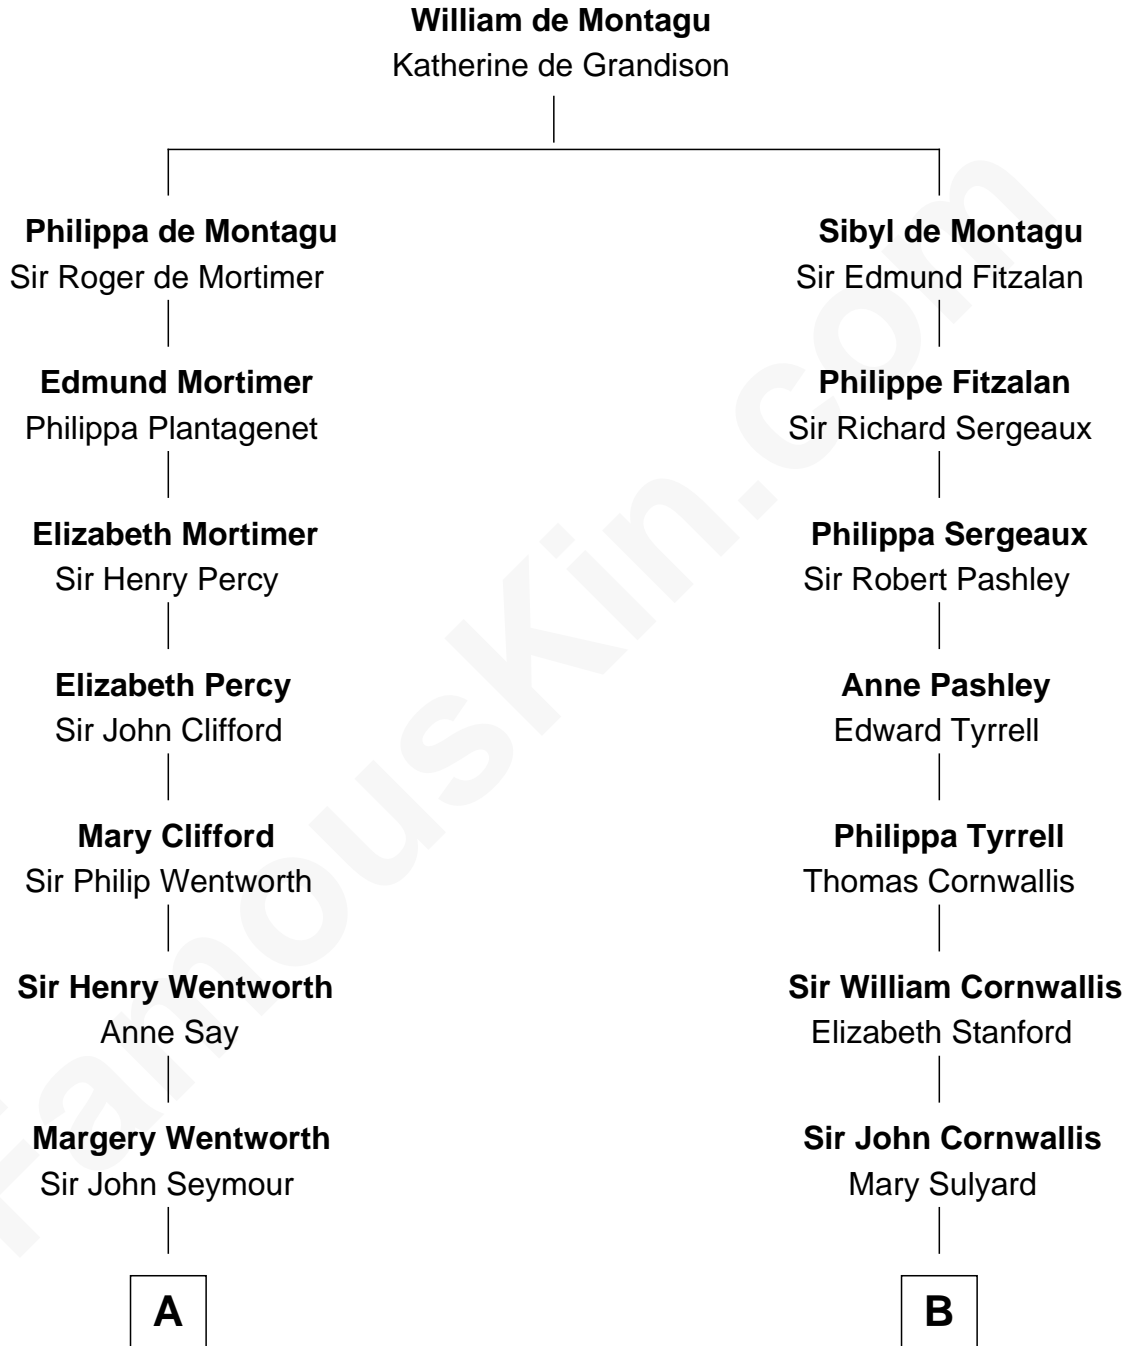 William de Montagu
Katherine de Grandison
Philippa de Montagu
Sir Roger de Mortimer
Sibyl de Montagu
Sir Edmund Fitzalan
Edmund Mortimer
Philippa Plantagenet
Philippe Fitzalan
Sir Richard Sergeaux
Elizabeth Mortimer
Sir Henry Percy
Philippa Sergeaux
Sir Robert Pashley
Elizabeth Percy
Sir John Clifford
Anne Pashley
Edward Tyrrell
Mary Clifford
Sir Philip Wentworth
Philippa Tyrrell
Thomas Cornwallis
Sir Henry Wentworth
Anne Say
Sir William Cornwallis
Elizabeth Stanford
Margery Wentworth
Sir John Seymour
Sir John Cornwallis
Mary Sulyard
A
B
FamousKin.com